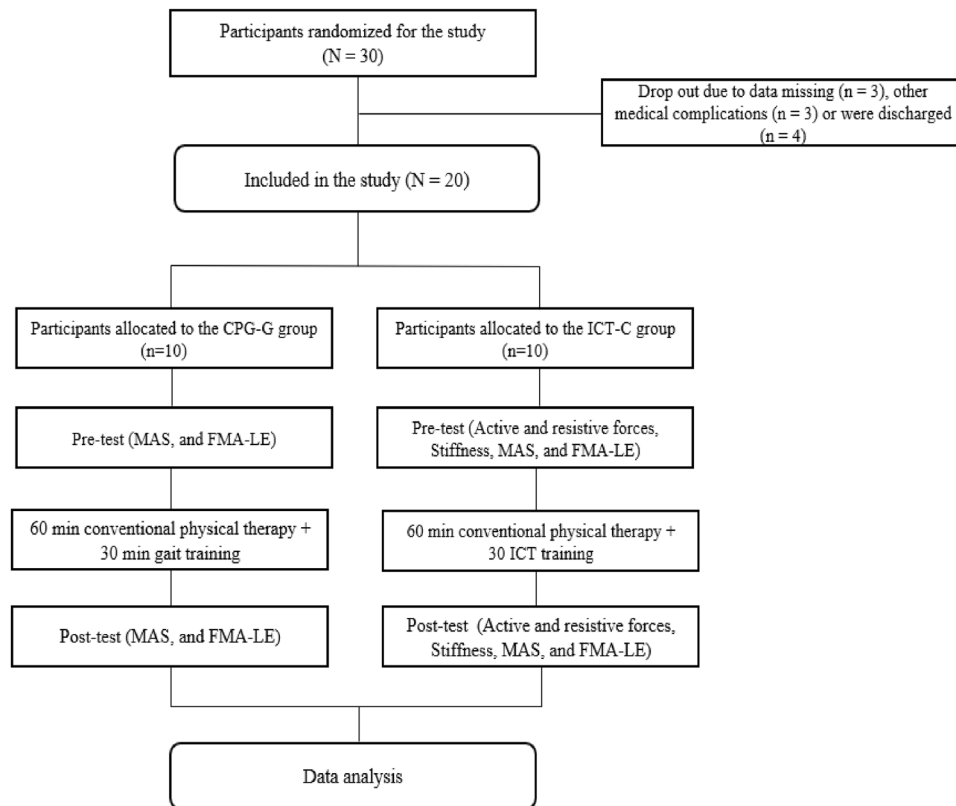 Participants randomized for the study
(N = 30)
Drop out due to data missing (n = 3), other
medical complications (n = 3) or were discharged
(n = 4)
Included in the study (N = 20)
Participants allocated to the CPG-G group
(n=10)
Participants allocated to the ICT-C group
(n=10)
Pre-test (MAS, and FMA-LE)
Pre-test (Active and resistive forces,
Stiffness, MAS, and FMA-LE)
60 min conventional physical therapy +
30 min gait training
60 min conventional physical therapy +
30 ICT training
Post-test (MAS, and FMA-LE)
Post-test (Active and resistive forces,
Stiffness, MAS, and FMA-LE)
Data analysis